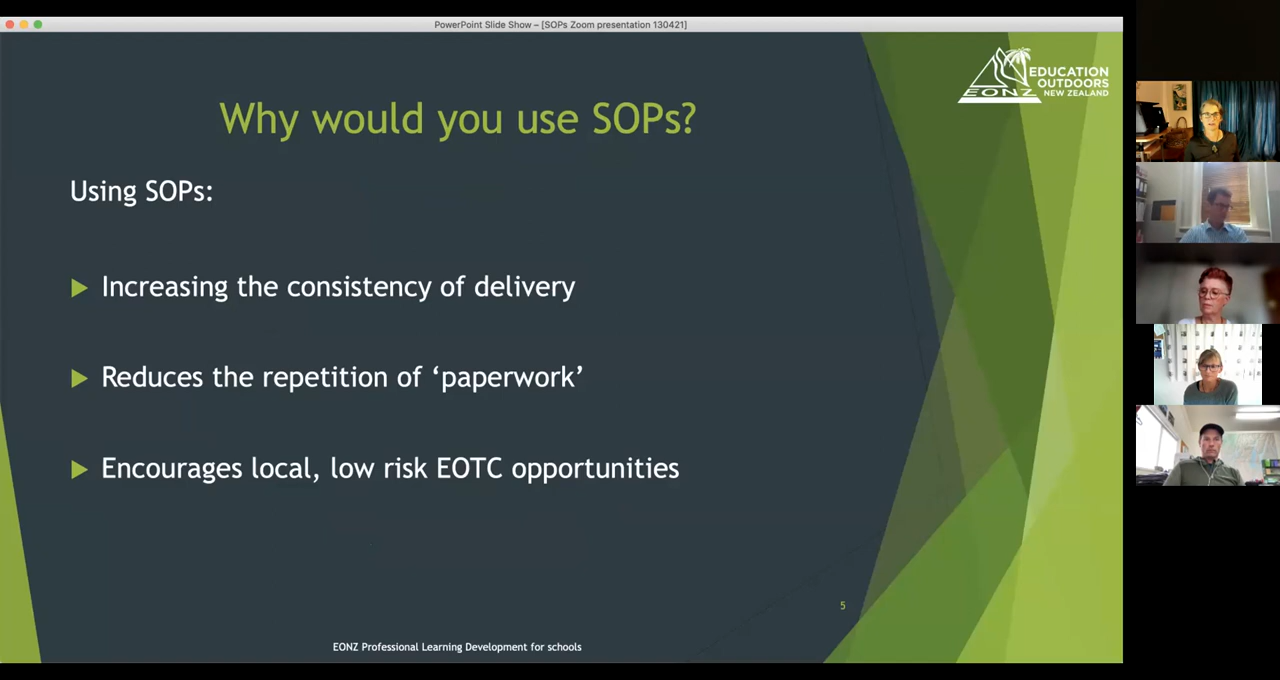 PowerPoint Slide Show – [SOPs Zoom presentation 130421]
EONZ
EDUCATION
OUTDOORS
NEW ZEALAND
Why would you use SOPs?
Using SOPs:
Increasing the consistency of delivery
Reduces the repetition of ‘paperwork’
Encourages local, low risk EOTC opportunities
5
EONZ Professional Learning Development for schools